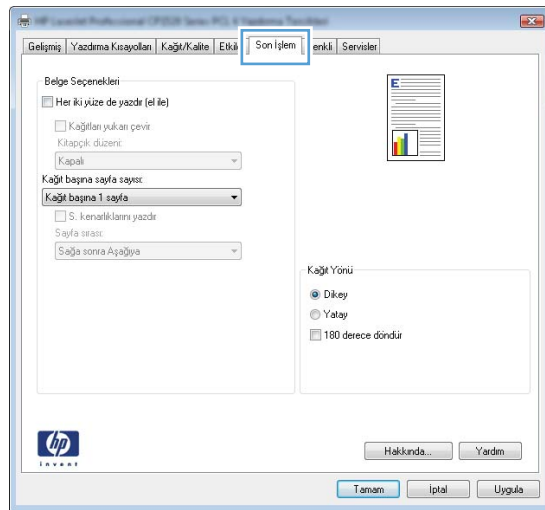 Gelişmiş
Yazdırma Kısayolları
Kağıt/Kalite
Son İşlem
Servisler
Belge Seçenekleri
Her iki yüze de yazdır (el ile)
Kağıtları yukarı çevir
Kitapçık düzeni:
Kapalı
Kağıt başına sayfa sayısı:
Kağıt başına 1 sayfa
S. kenarlıklarını yazdır
Sayfa sırası:
Sağa sonra Aşağıya
E
Kağıt Yönü
Dikey
Yatay
180 derece döndür
hp
invent
Hakkında...
Yardım
Tamam
İptal
Uygula